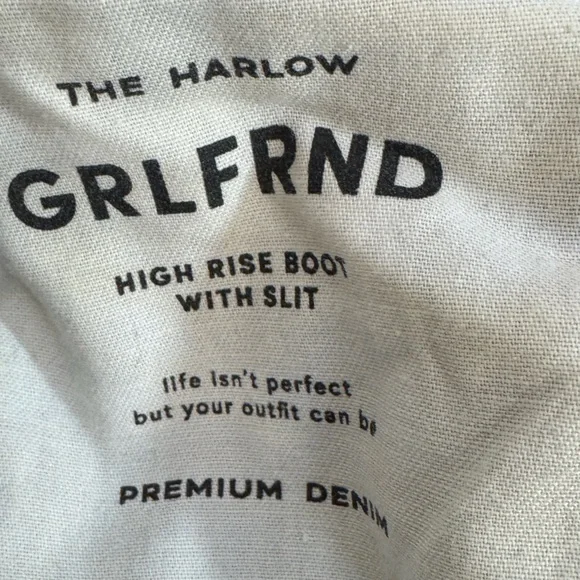 THE HARLOW
GRLFRND
HIGH RISE BOOT
WITH SLIT
life isn't perfect
but your outfit can be
PREMIUM DENIM